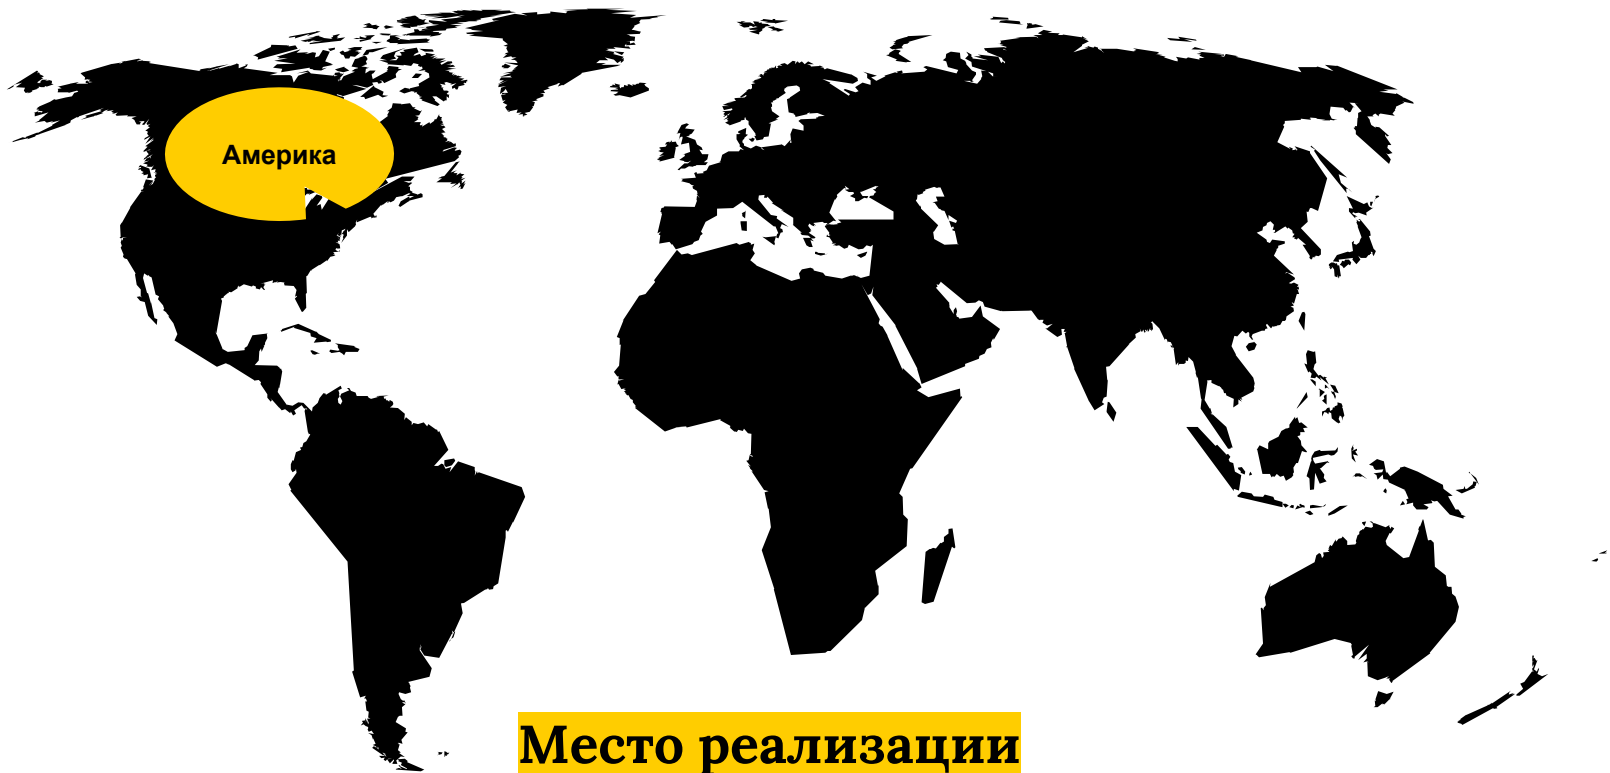 Америка
Место реализации